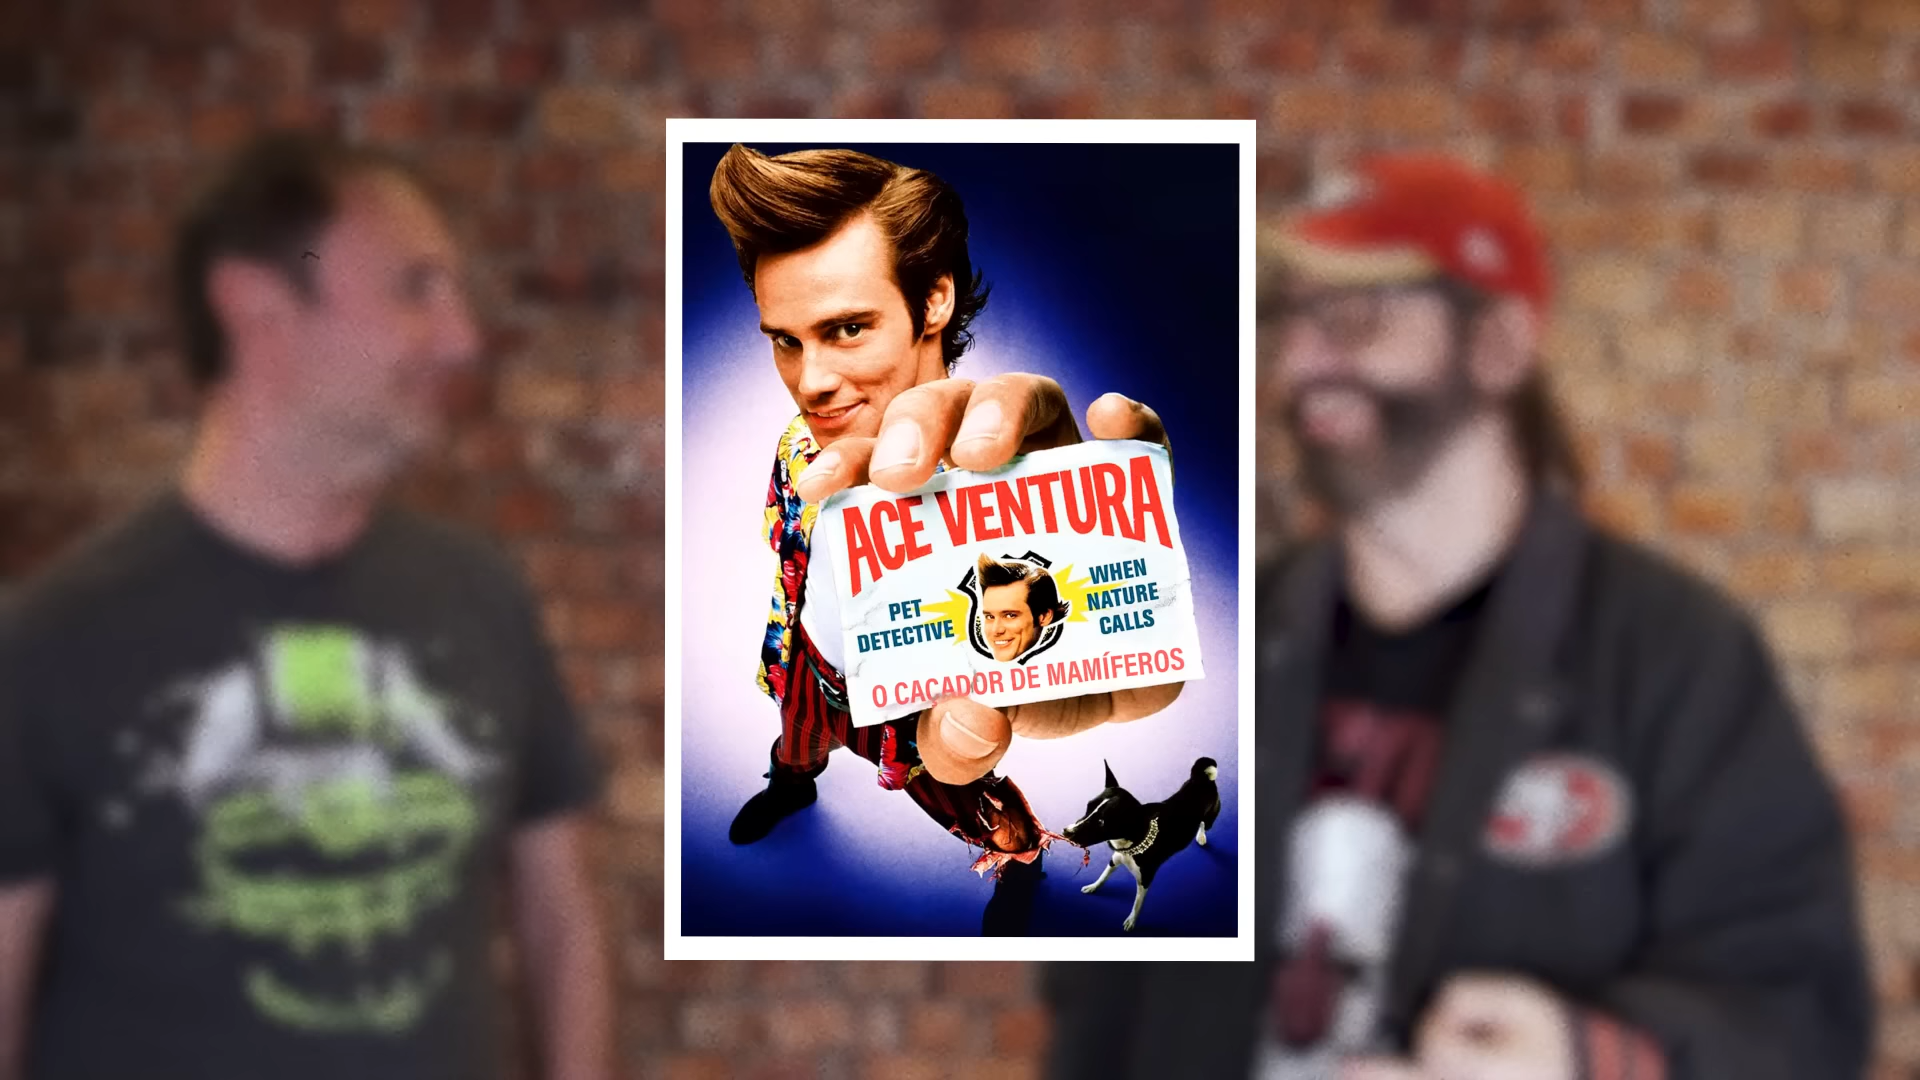 ACE VENTURA
PET
DETECTIVE
WHEN
NATURE
CALLS
O CAÇADOR DE MAMÍFEROS